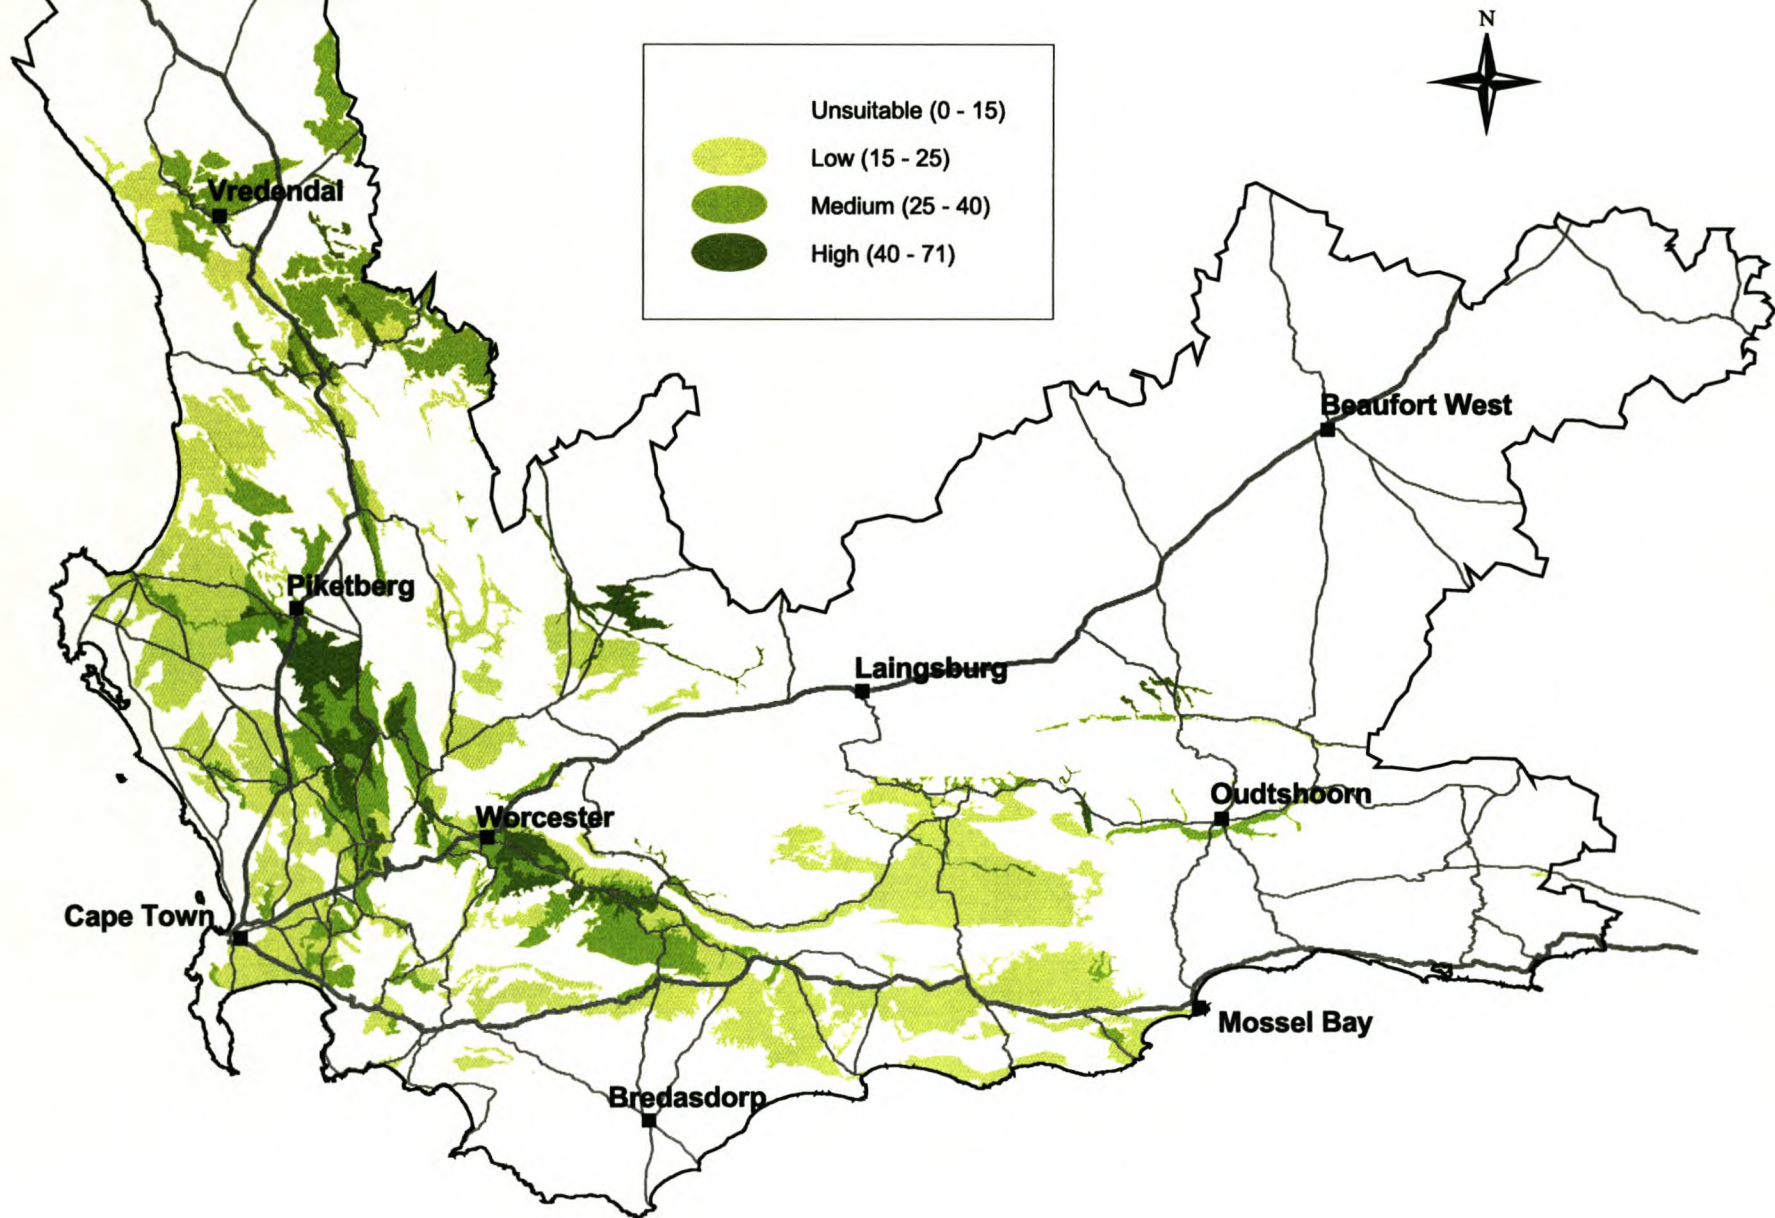 N
Unsuitable (0 - 15)
Low (15 - 25)
Medium (25 - 40)
High (40 - 71)
Vredendal
Beaufort West
Piketberg
Laingsburg
Oudtshoorn
Worcester
Cape Town
Mossel Bay
Bredasdorp